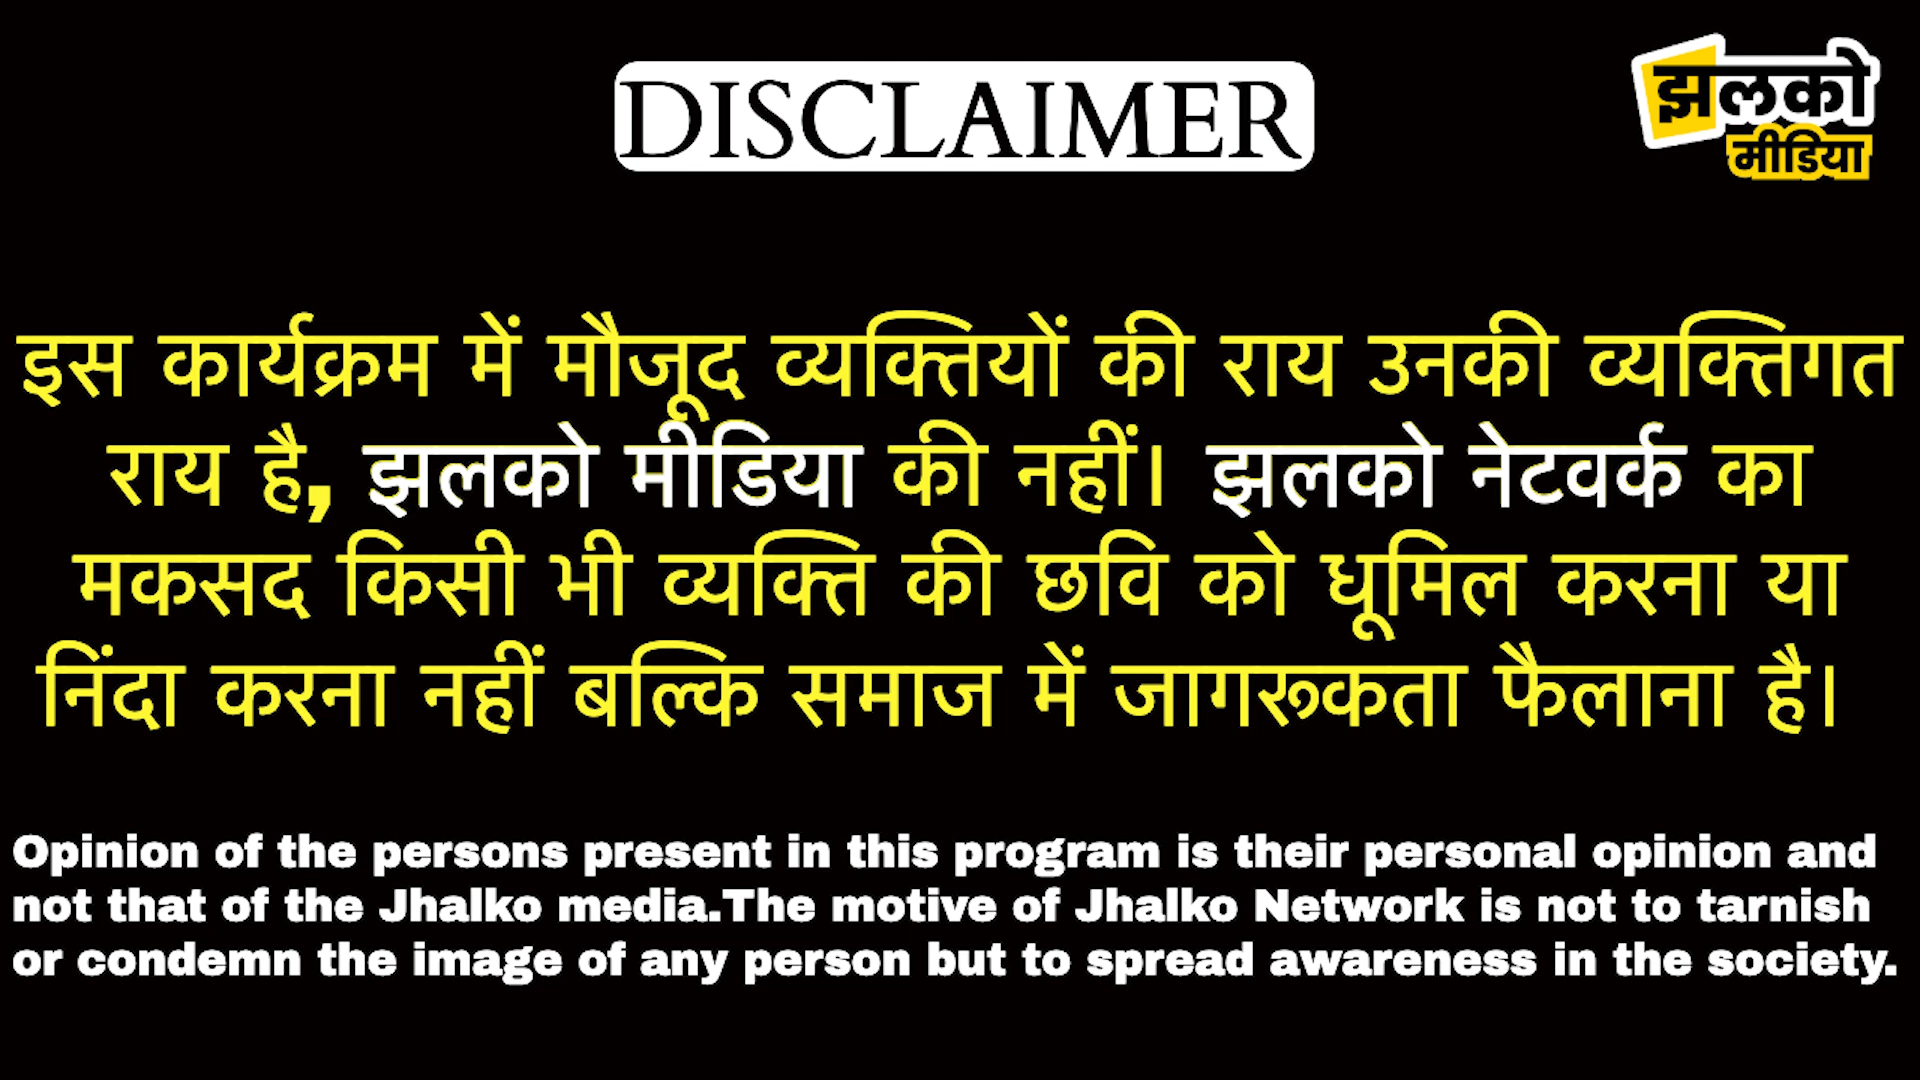 DISCLAIMER
झलको
मीडिया
इस कार्यक्रम में मौजूद व्यक्तियों की राय उनकी व्यक्तिगत
राय है, झलको मीडिया की नहीं। झलको नेटवर्क का
मकसद किसी भी व्यक्ति की छवि को धूमिल करना या
निंदा करना नहीं बल्कि समाज में जागरूकता फैलाना है।
Opinion of the persons present in this program is their personal opinion and
not that of the Jhalko media.The motive of Jhalko Network is not to tarnish
or condemn the image of any person but to spread awareness in the society.